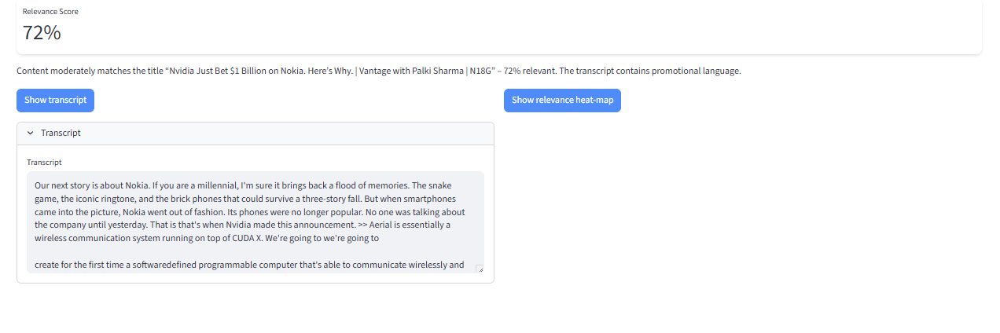 Relevance Score
72%
Content moderately matches the title “Nvidia Just Bet $1 Billion on Nokia. Here’s Why. | Vantage with Palki Sharma | N18G” – 72% relevant. The transcript contains promotional language.
Show transcript
Show relevance heat-map
Transcript
Transcript
Our next story is about Nokia. If you are a millennial, I'm sure it brings back a flood of memories. The snake
game, the iconic ringtone, and the brick phones that could survive a three-story fall. But when smartphones
came into the picture, Nokia went out of fashion. Its phones were no longer popular. No one was talking about
the company until yesterday. That is that's when Nvidia made this announcement. >> Aerial is essentially a
wireless communication system running on top of CUDA X. We're going to we're going to
create for the first time a softwaredefined programmable computer that's able to communicate wirelessly and